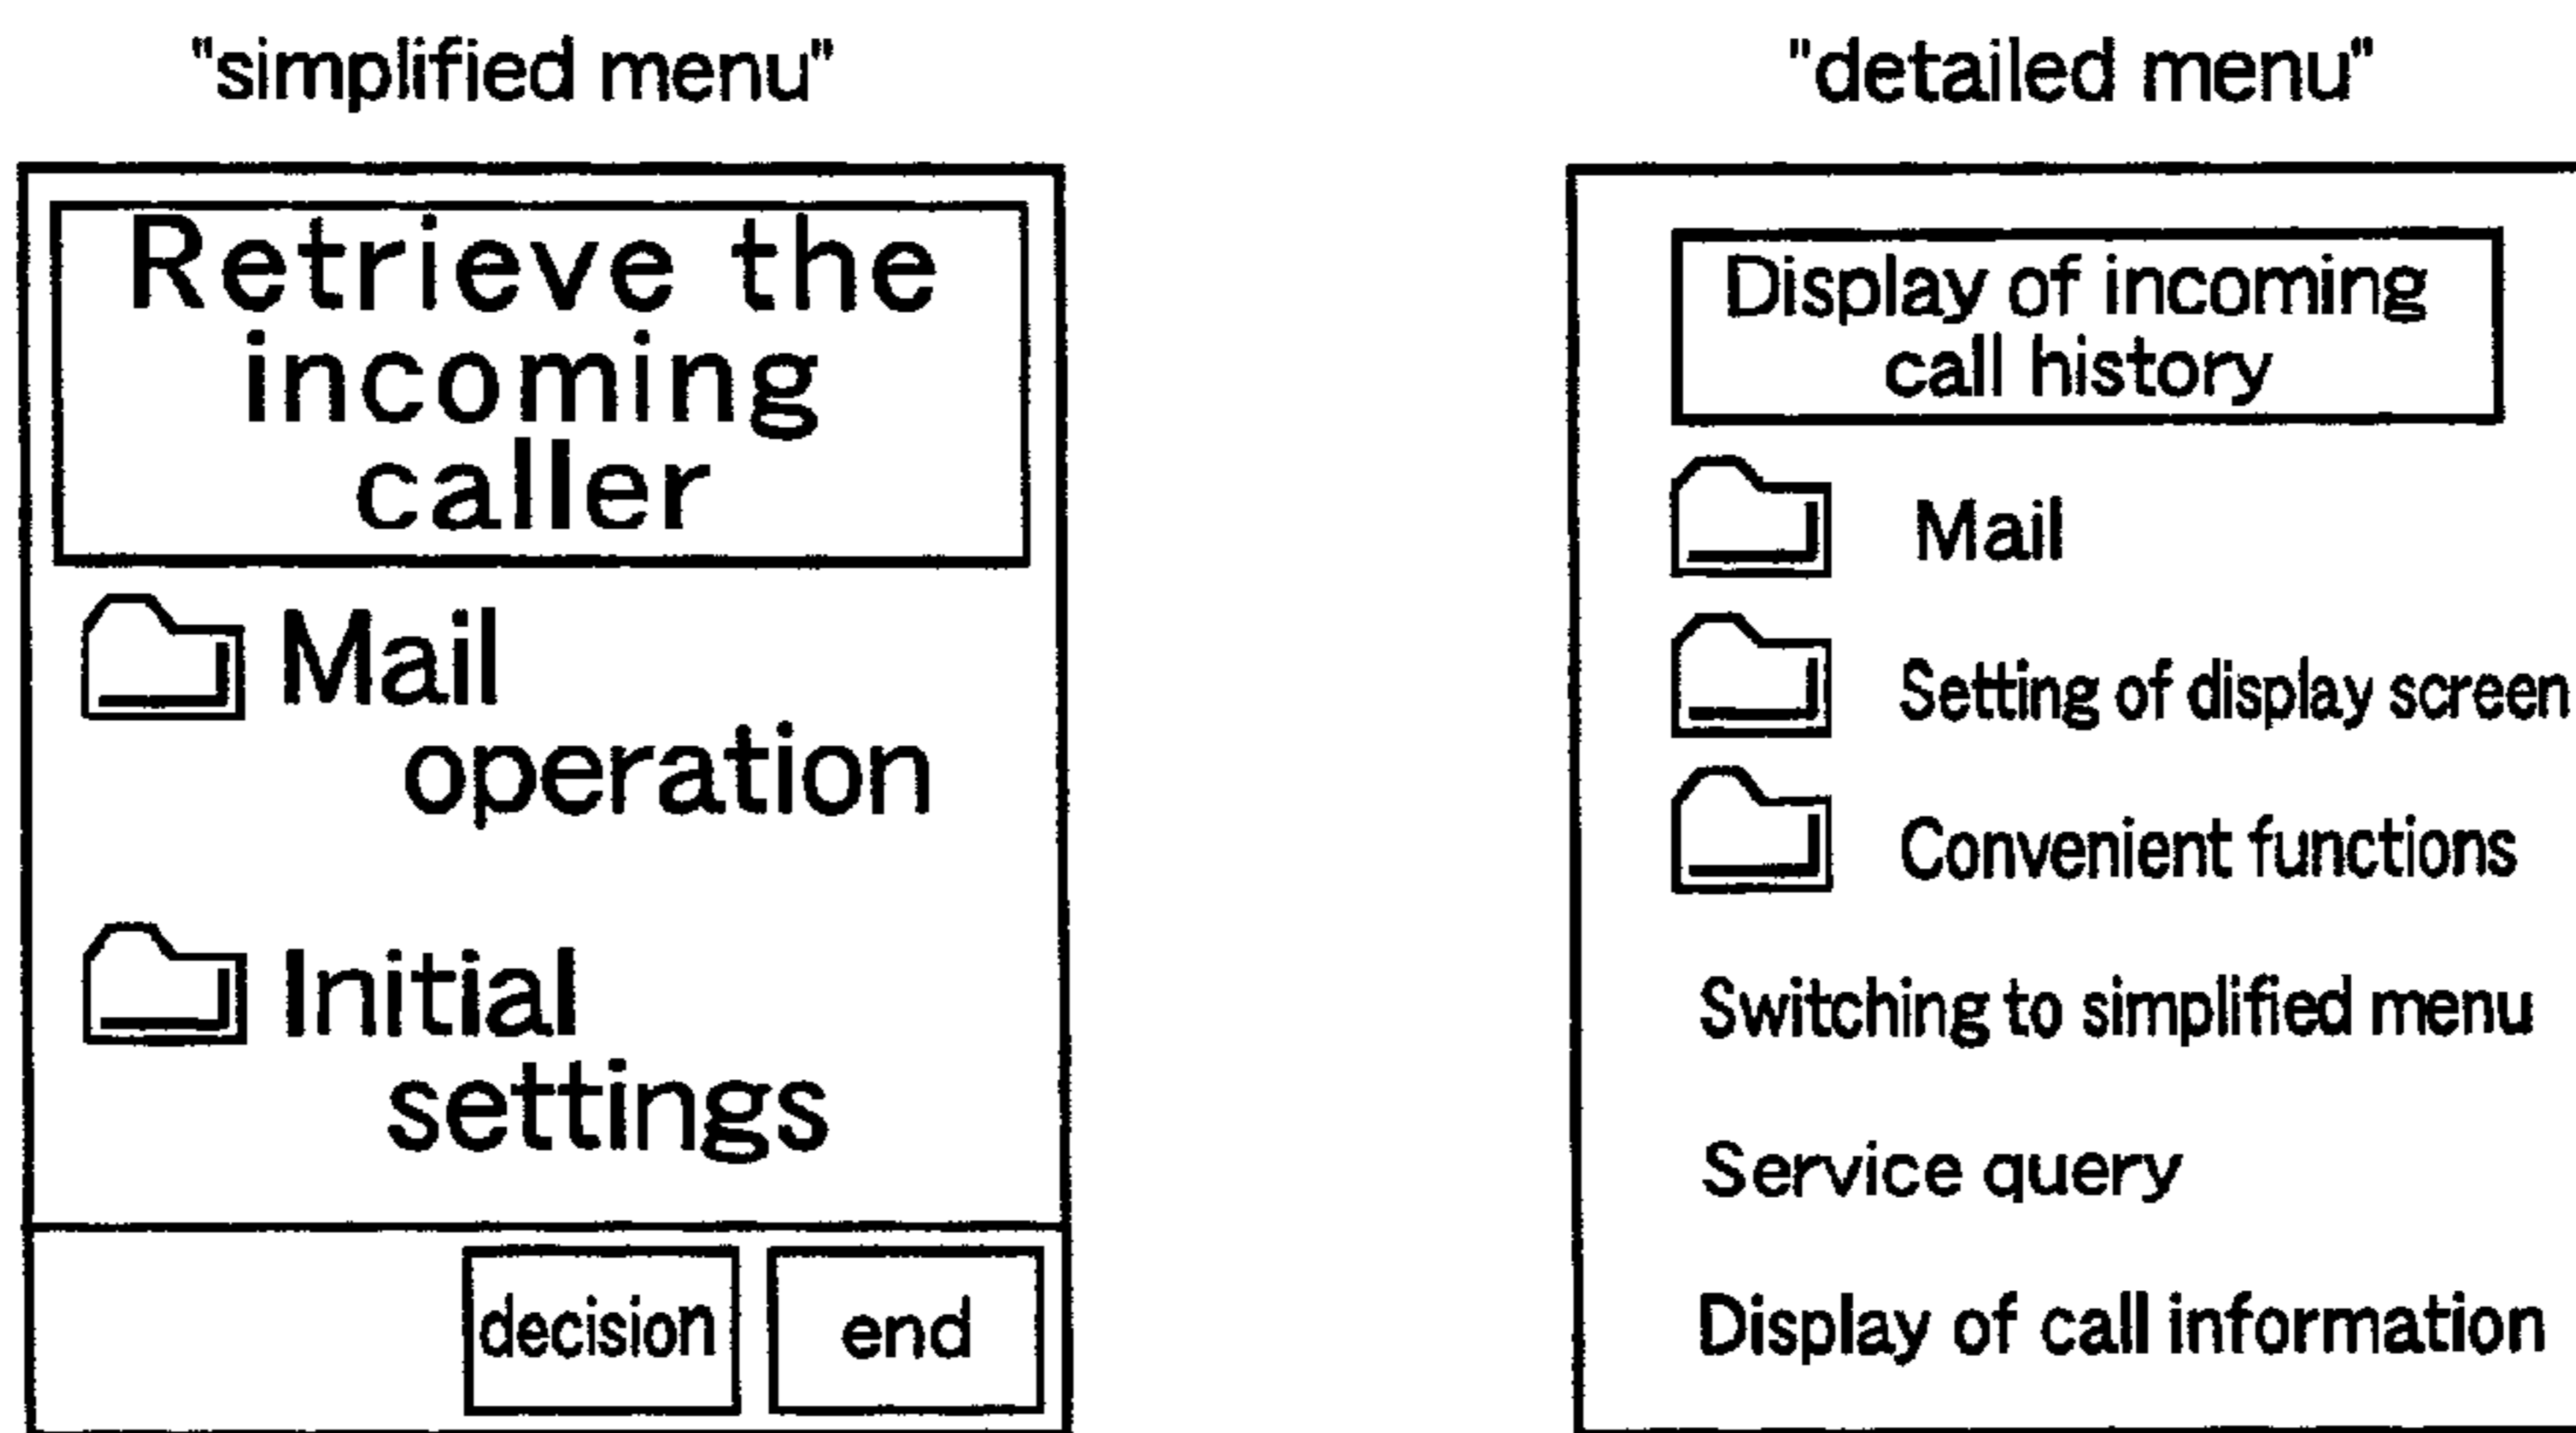 "simplified menu"
Retrieve the
incoming
caller
Mail
operation
Initial
settings
decision end
"detailed menu"
Display of incoming
call history
Mail
Setting of display screen
Convenient functions
Switching to simplified menu
Service query
Display of call information